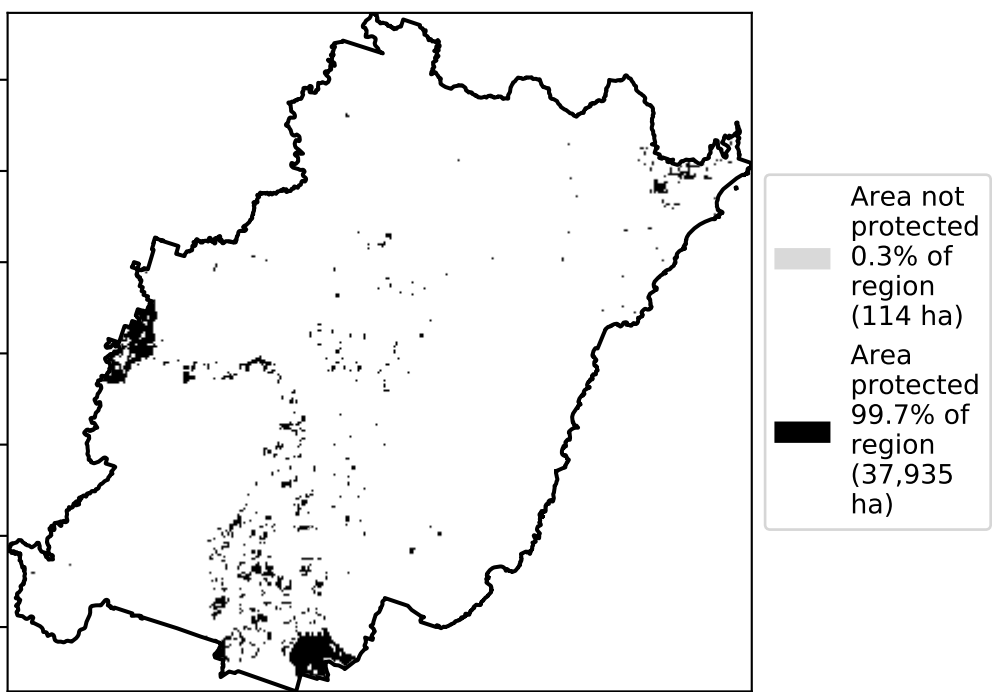 Area not
protected
0.3% of
region
(114 ha)
Area
protected
99.7% of
region
(37,935
ha)